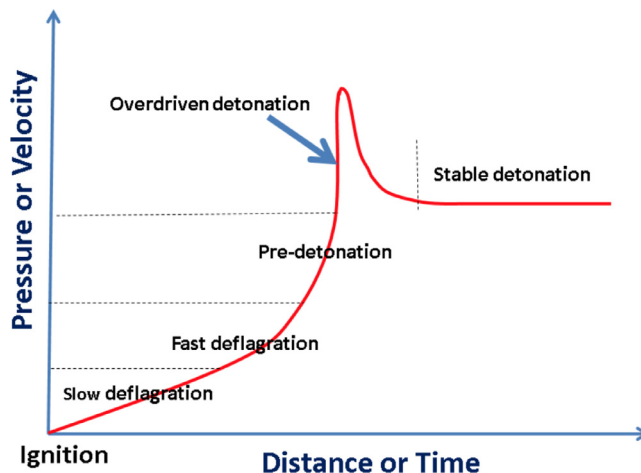 Pressure or Velocity
Overdriven detonation
Stable detonation
Pre-detonation
Fast deflagration
Slow deflagration
Ignition
Distance or Time